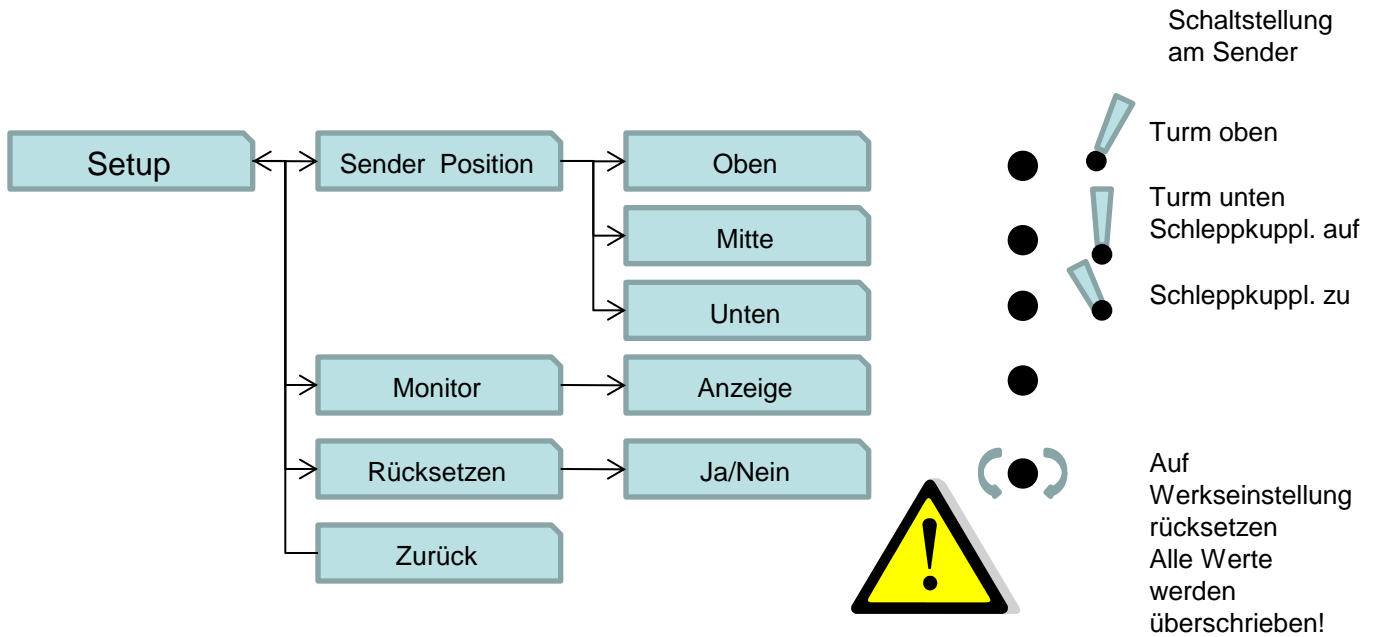 Schaltstellung
am Sender
Turm oben
Setup
Sender Position
Oben
Turm unten
Schleppkuppl. auf
Mitte
Schleppkuppl. zu
Unten
Monitor
Anzeige
Rücksetzen
Ja/Nein
Auf
Werkseinstellung
rücksetzen
Alle Werte
werden
überschrieben!
Zurück
!